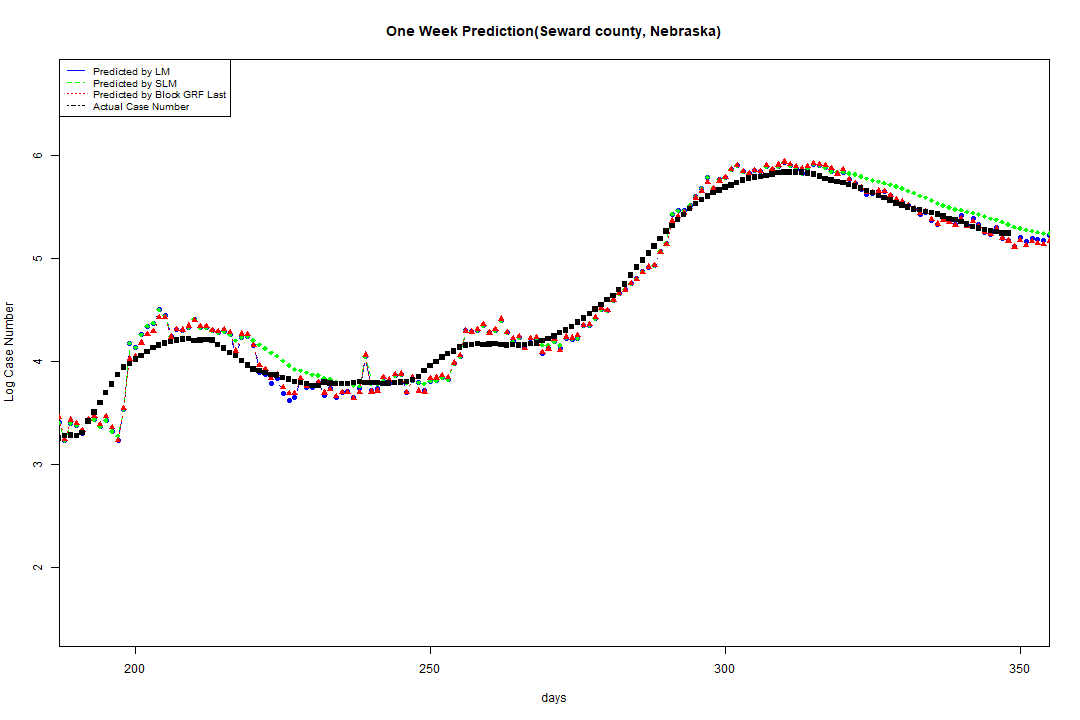 One Week Prediction(Seward county, Nebraska)
Predicted by LM
Predicted by SLM
Predicted by Block GRF Last
Actual Case Number
6
5
4
3
2
Log Case Number
200
250
300
350
days